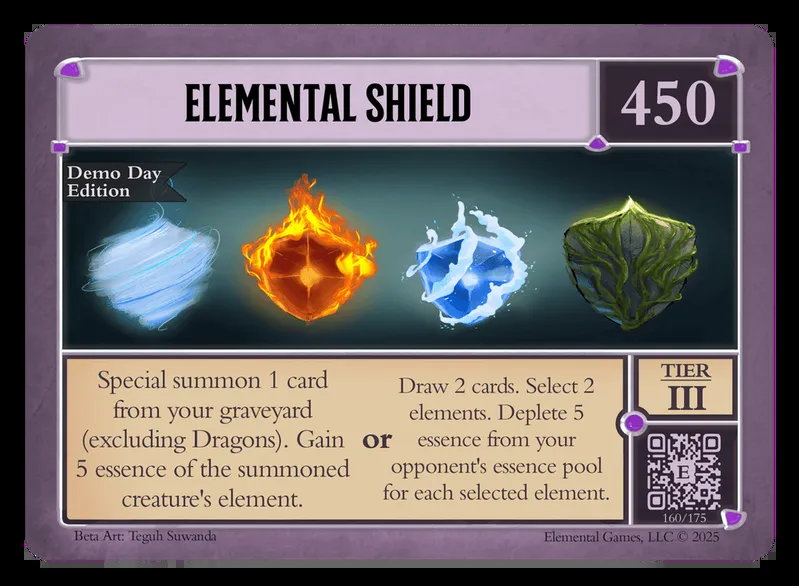 ELEMENTAL SHIELD
450
Demo Day
Edition
Special summon 1 card
from your graveyard
(excluding Dragons). Gain
5 essence of the summoned
creature's element.
or
Draw 2 cards. Select 2
elements. Deplete 5
essence from your
opponent's essence pool
for each selected element.
TIER
III
E
160/175
Beta Art: Teguh Suwanda
Elemental Games, LLC © 2025